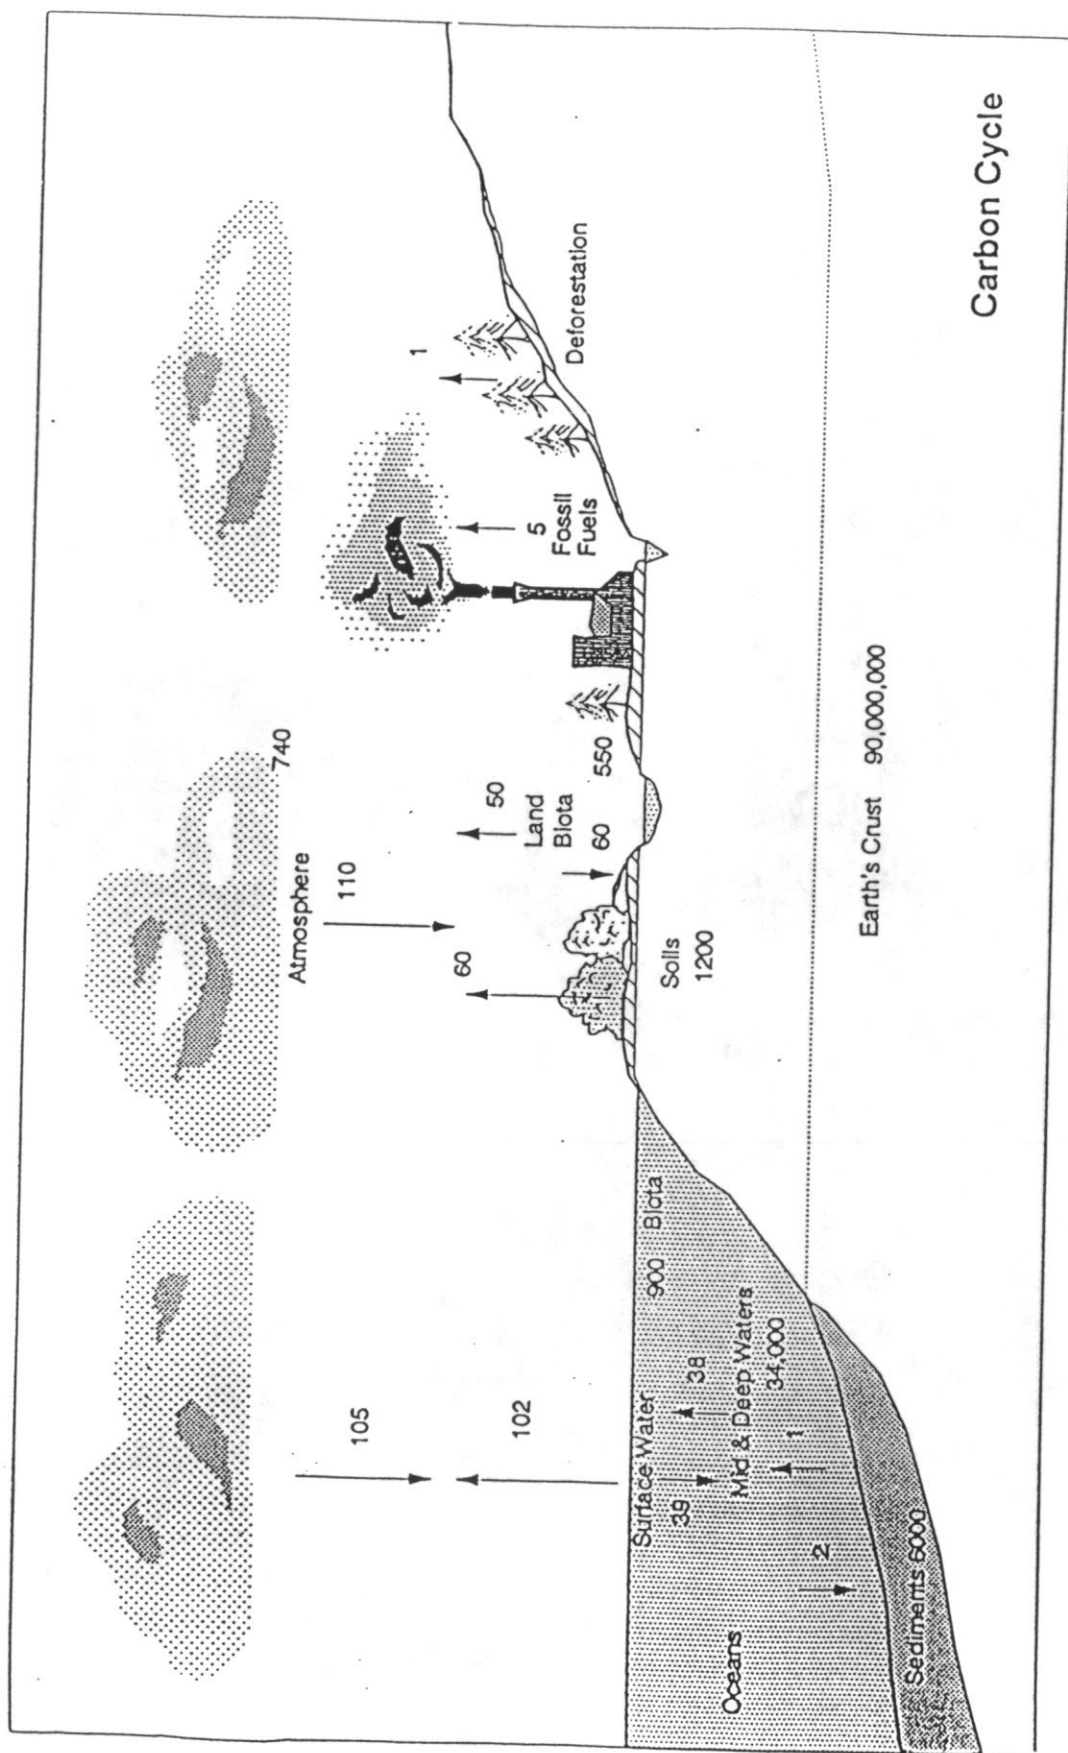 740
Atmosphere
105
110
1
60
50
5
102
Land
Fossil
Biota
Fuels
60
550
Deforestation
Surface Water
900
Biota
39
38
Soils
1200
Oceans
Mid & Deep Waters
34,000
2
1
Earth's Crust 90,000,000
Sediments 6000
Carbon Cycle